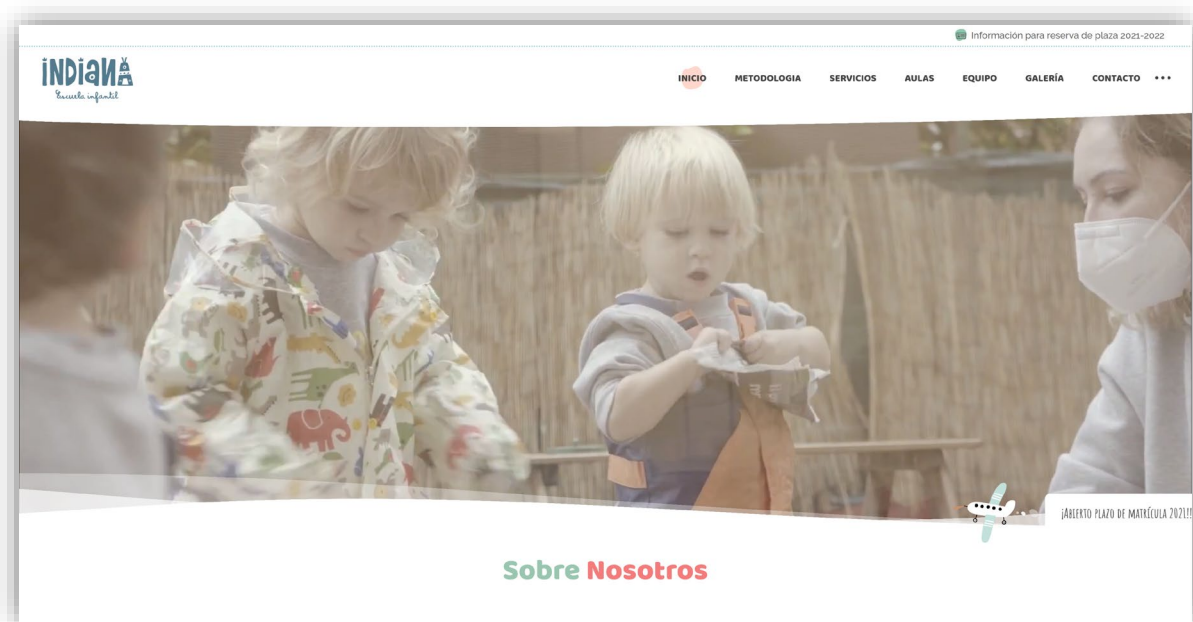 Información para reserva de plaza 2021-2022
INDIANA
Escuela infantil
INICIO METODOLOGIA SERVICIOS AULAS EQUIPO GALERÍA CONTACTO •••
¡ABIERTO PLAZO DE MATRÍCULA 2021!!
Sobre Nosotros